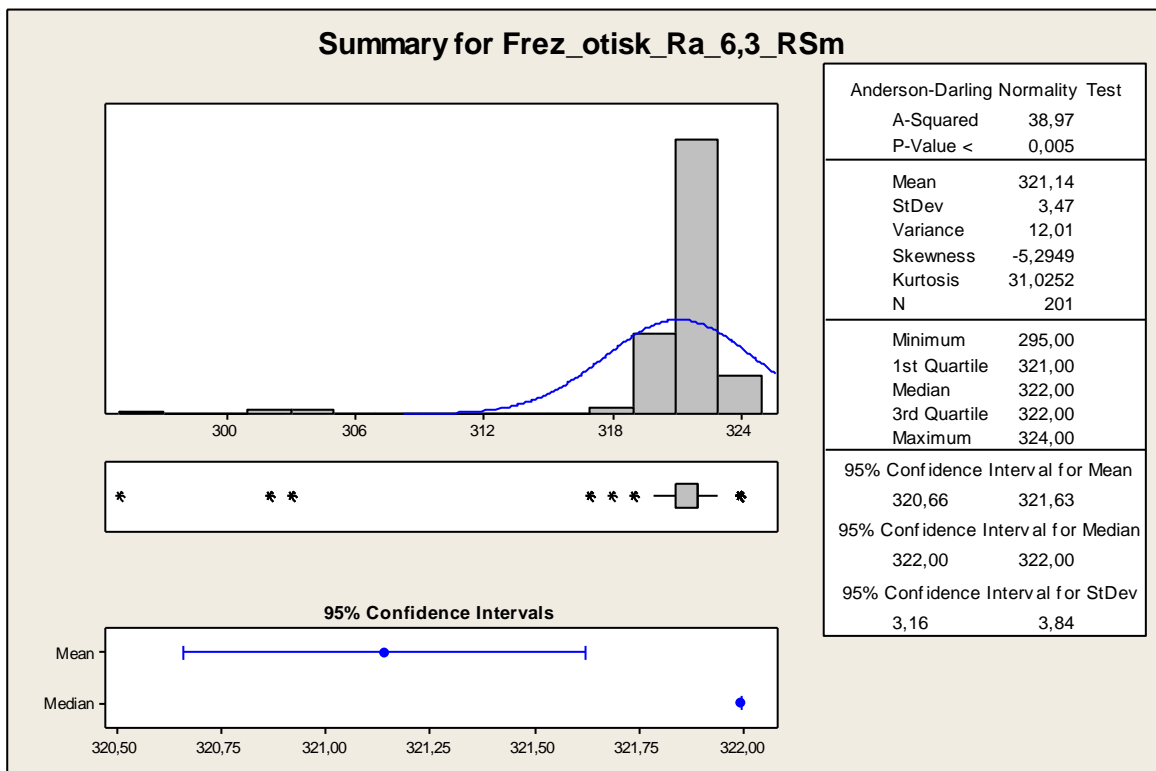 Summary for Frez_otisk_Ra_6,3_RSm
300 306 312 318 324
95% Confidence Intervals
Mean
Median
320,50 320,75 321,00 321,25 321,50 321,75 322,00
Anderson-Darling Normality Test
A-Squared 38,97
P-Value < 0,005
Mean 321,14
StDev 3,47
Variance 12,01
Skewness -5,2949
Kurtosis 31,0252
N 201
Minimum 295,00
1st Quartile 321,00
Median 322,00
3rd Quartile 322,00
Maximum 324,00
95% Confidence Interval for Mean
320,66 321,63
95% Confidence Interval for Median
322,00 322,00
95% Confidence Interval for StDev
3,16 3,84